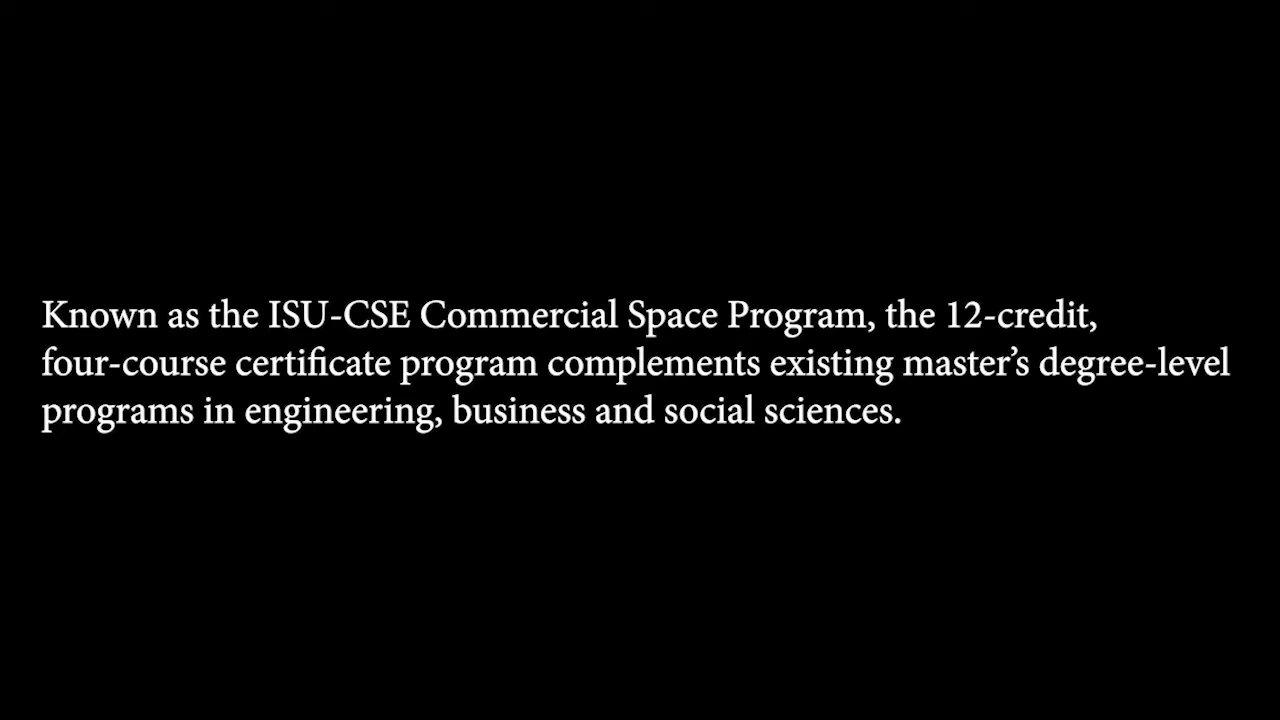 Known as the ISU-CSE Commercial Space Program, the 12-credit,
four-course certificate program complements existing master’s degree-level
programs in engineering, business and social sciences.